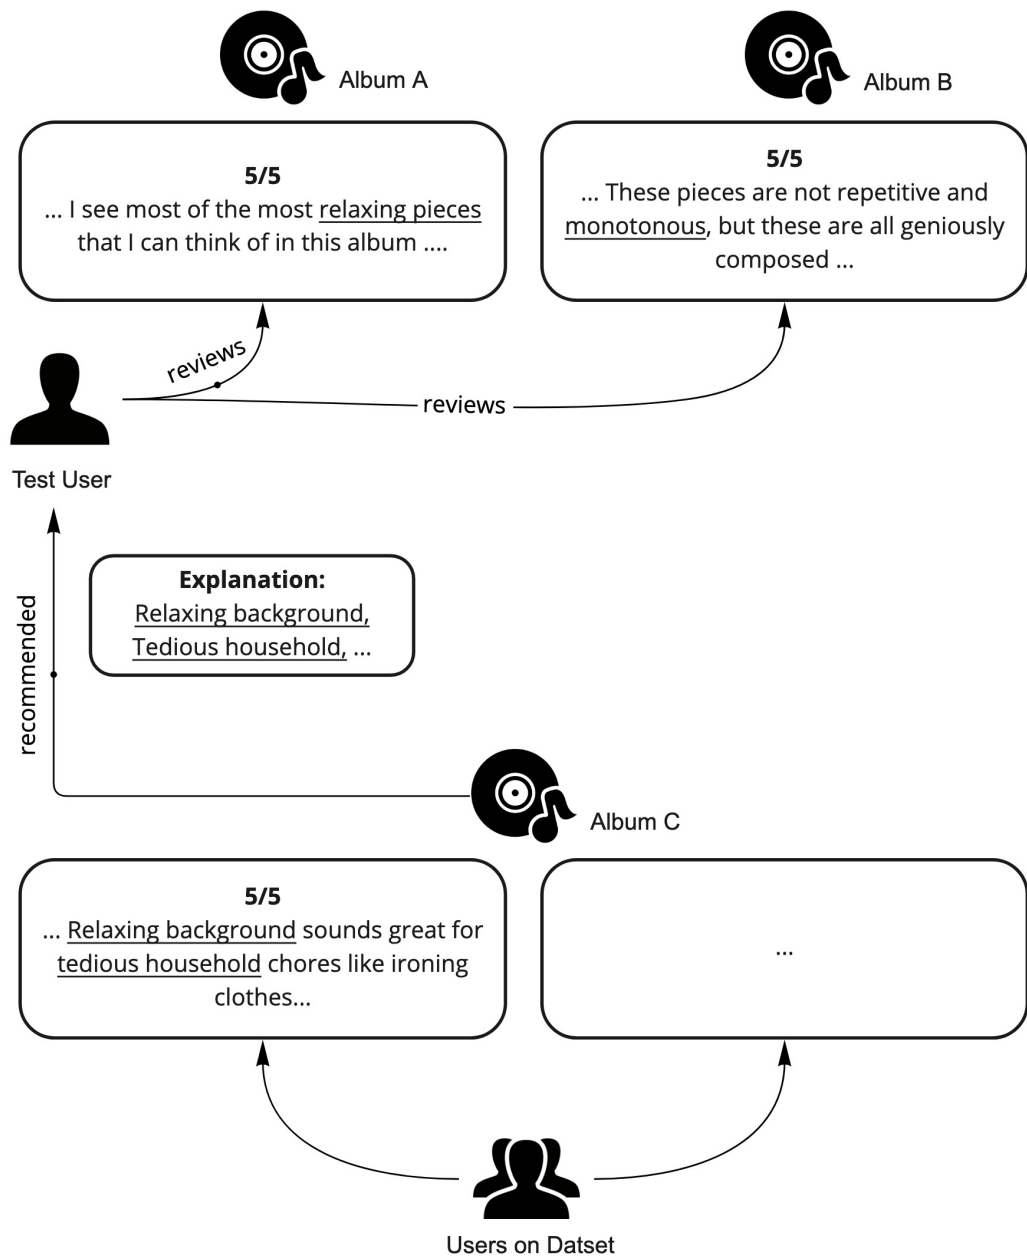 Album A
Album B
5/5
... I see most of the most relaxing pieces
that I can think of in this album ....
5/5
... These pieces are not repetitive and
monotonous, but these are all geniously
composed ...
reviews
reviews
Test User
Explanation:
Relaxing background,
Tedious household, ...
recommended
Album C
5/5
... Relaxing background sounds great for
tedious household chores like ironing
clothes...
...
Users on Datset